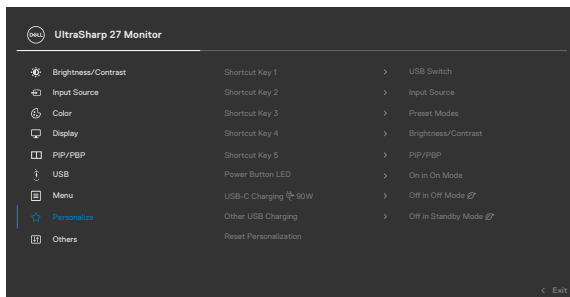 DELL UltraSharp 27 Monitor
Brightness/Contrast Shortcut Key 1 > USB Switch
Input Source Shortcut Key 2 > Input Source
Color Shortcut Key 3 > Preset Modes
Display Shortcut Key 4 > Brightness/Contrast
PIP/PBP Shortcut Key 5 > PIP/PBP
USB Power Button LED > On in On Mode
Menu USB-C Charging 90W > Off in Off Mode
Personalize Other USB Charging > Off in Standby Mode
Others Reset Personalization
< Exit